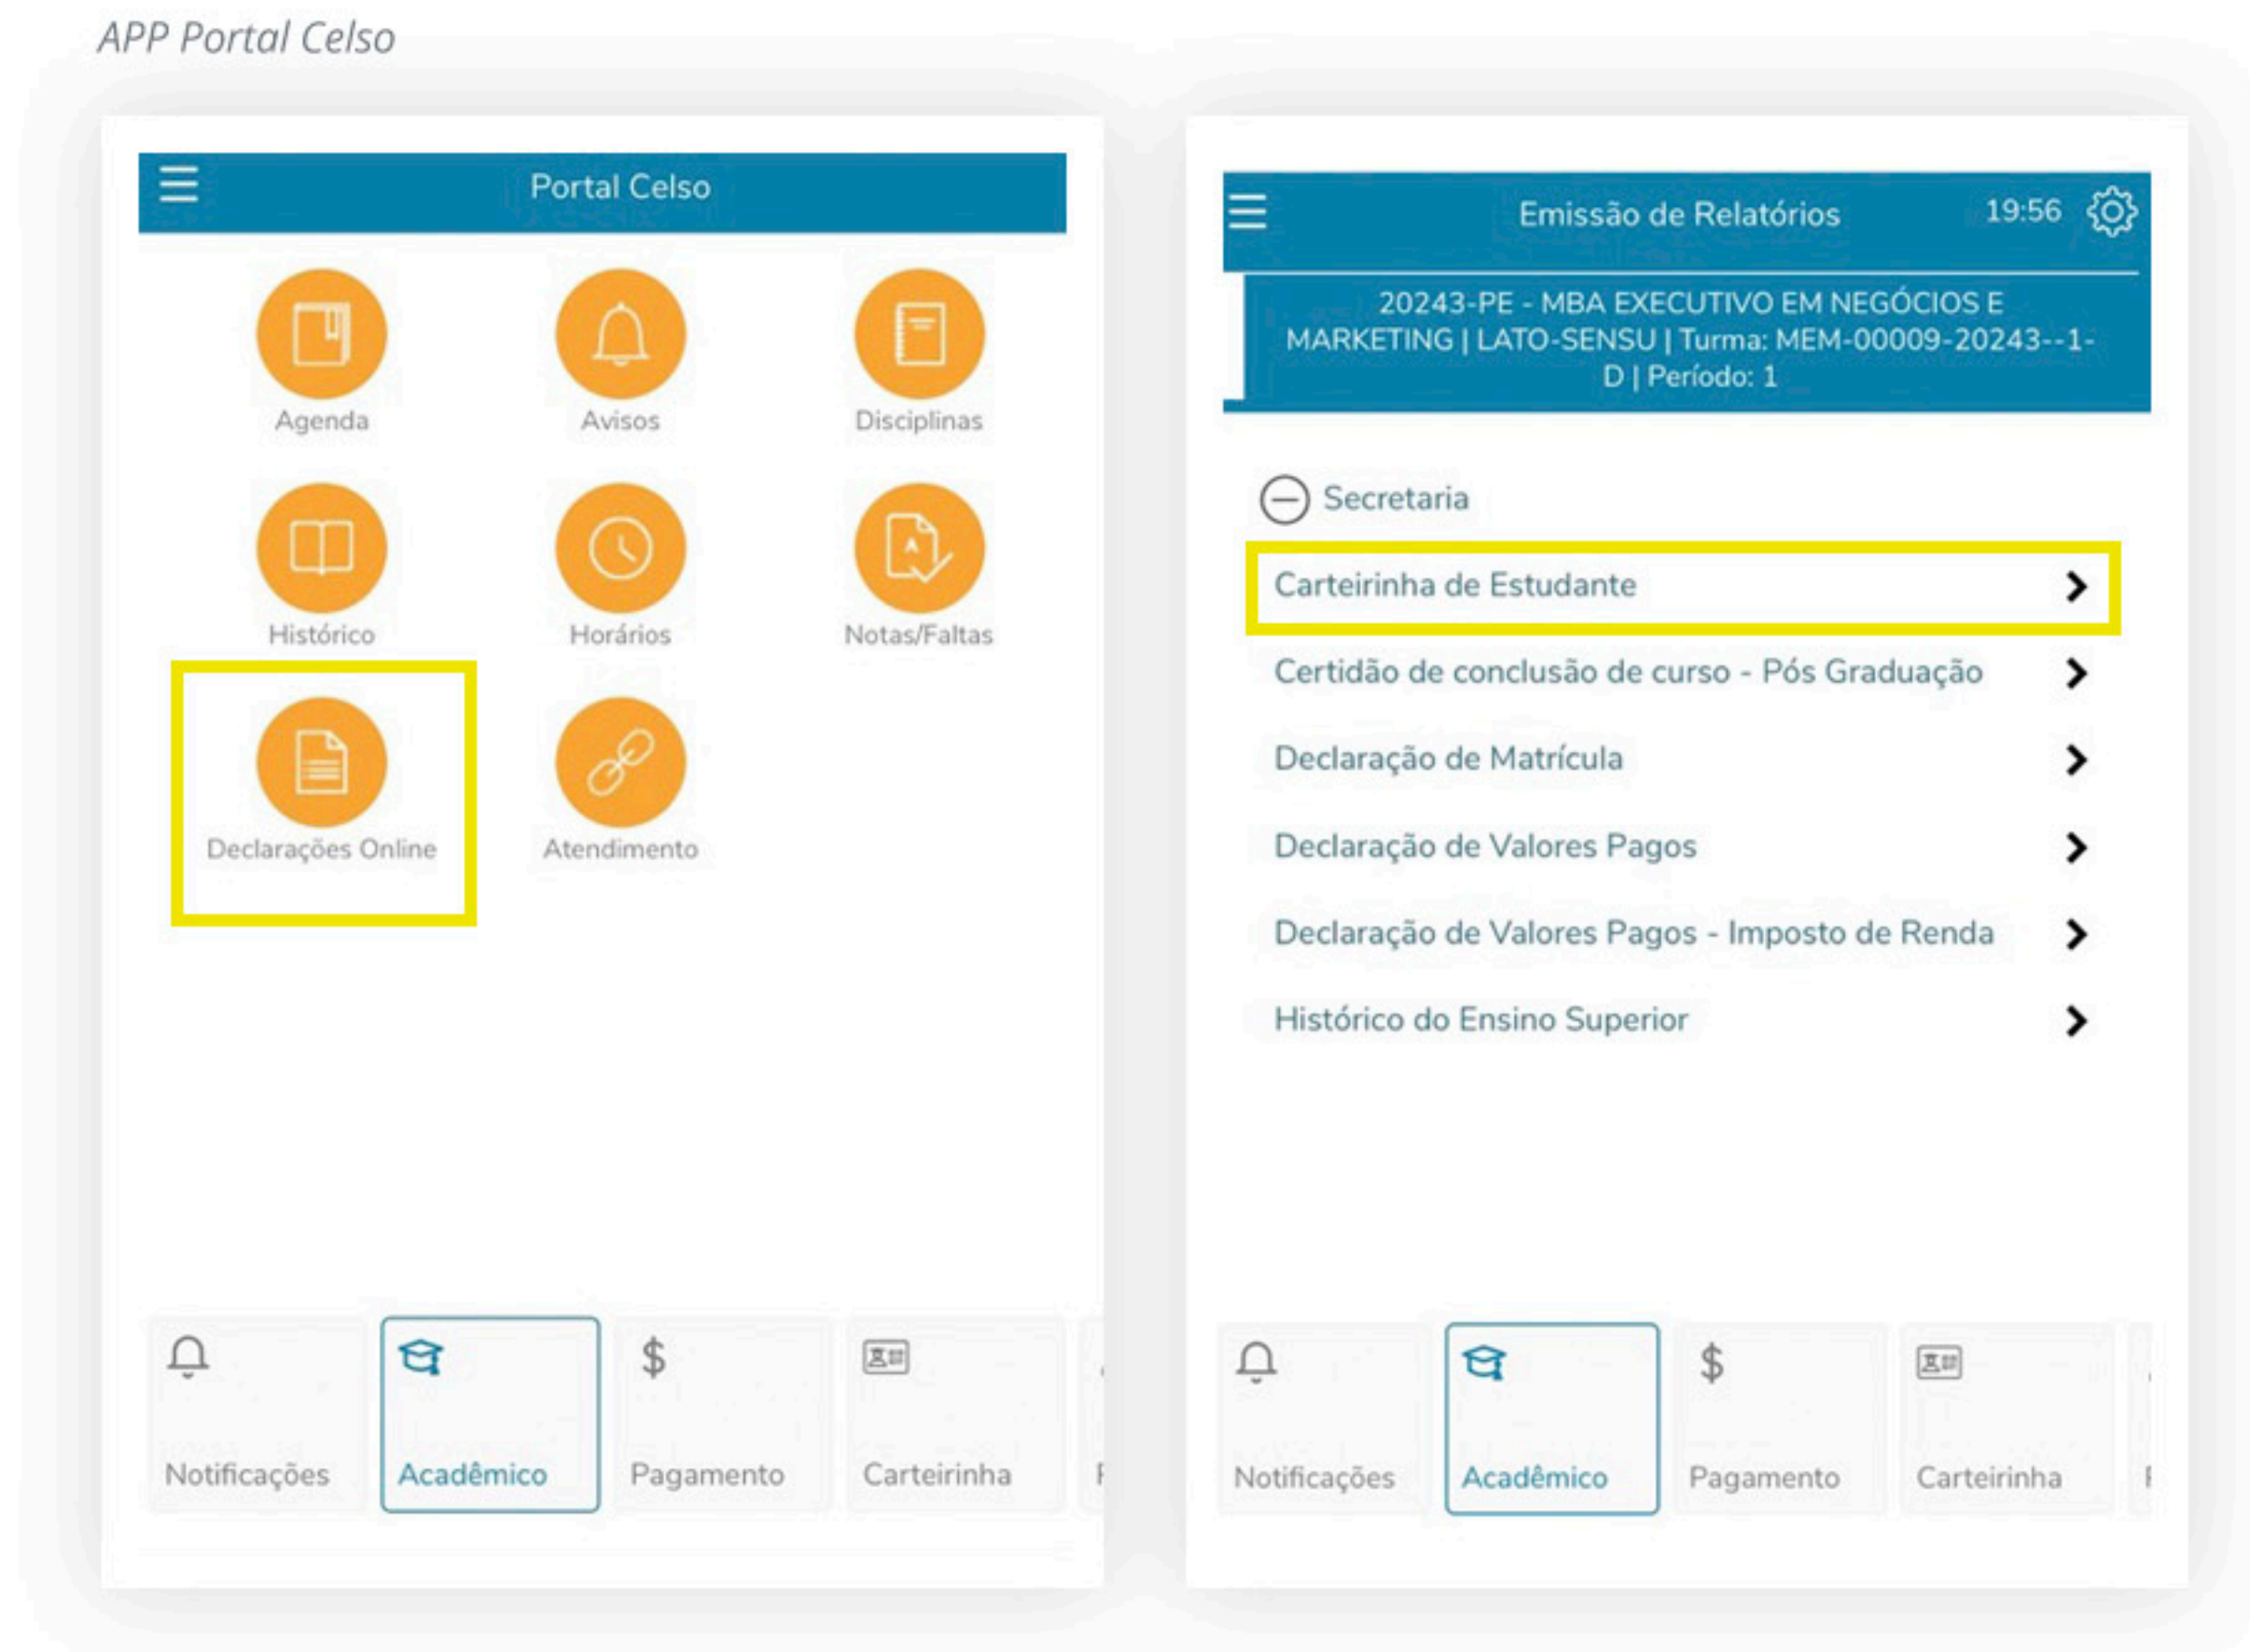 APP Portal Celso
Portal Celso
Agenda
Avisos
Disciplinas
Histórico
Horários
Notas/Faltas
Declarações Online
Atendimento
Notificações
Acadêmico
Pagamento
Carteirinha
Emissão de Relatórios
19:56
20243-PE - MBA EXECUTIVO EM NEGÓCIOS E
MARKETING | LATO-SENSU | Turma: MEM-00009-20243--1-
D | Período: 1
Secretaria
Carteirinha de Estudante
Certidão de conclusão de curso - Pós Graduação
Declaração de Matrícula
Declaração de Valores Pagos
Declaração de Valores Pagos - Imposto de Renda
Histórico do Ensino Superior
Notificações
Acadêmico
Pagamento
Carteirinha